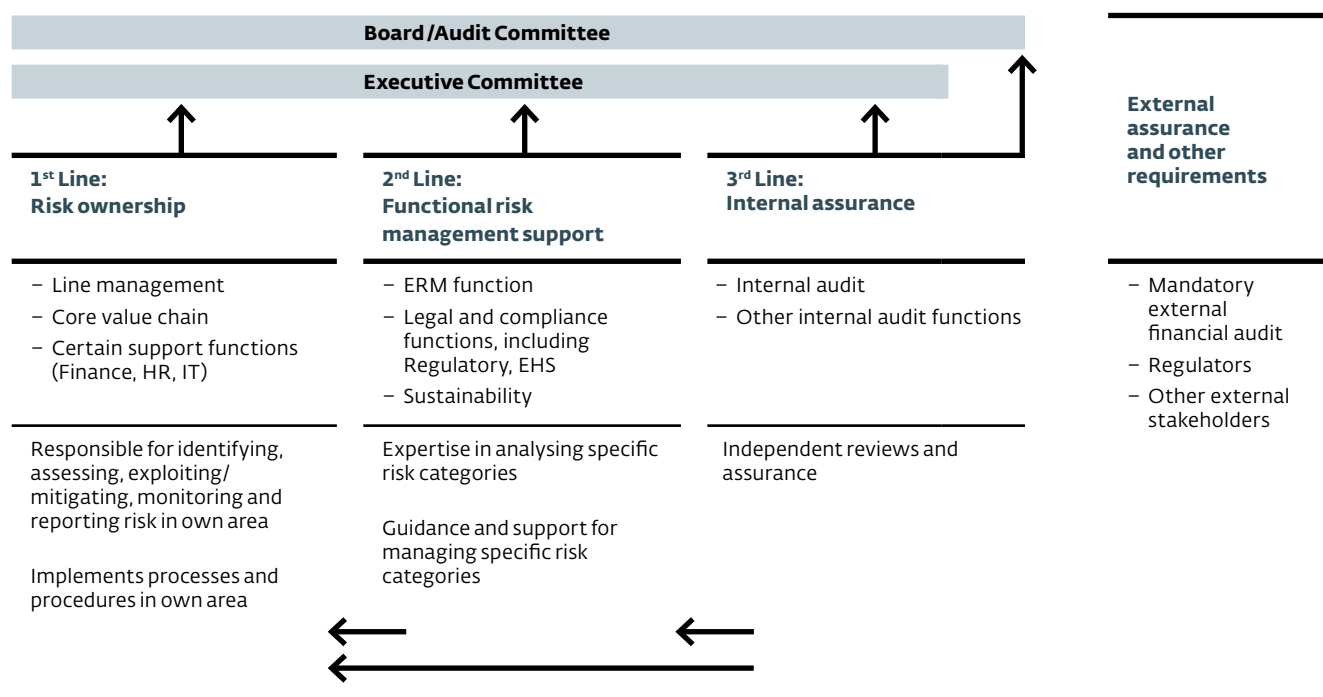 Board/Audit Committee
Executive Committee
1st Line:
Risk ownership
– Line management
– Core value chain
– Certain support functions
(Finance, HR, IT)
Responsible for identifying,
assessing, exploiting/
mitigating, monitoring and
reporting risk in own area
Implements processes and
procedures in own area
2nd Line:
Functional risk
management support
– ERM function
– Legal and compliance
functions, including
Regulatory, EHS
– Sustainability
Expertise in analysing specific
risk categories
Guidance and support for
managing specific risk
categories
3rd Line:
Internal assurance
– Internal audit
– Other internal audit functions
Independent reviews and
assurance
External
assurance
and other
requirements
– Mandatory
external
financial audit
– Regulators
– Other external
stakeholders